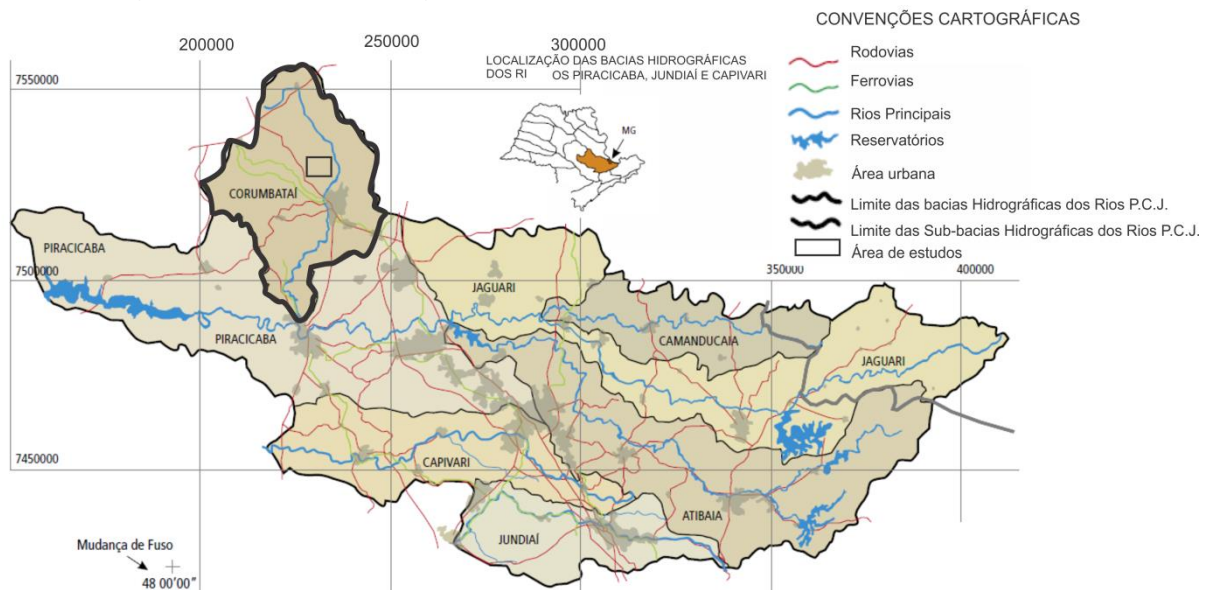 CONVENÇÕES CARTOGRÁFICAS
Rodovias
Ferrovias
Rios Principais
Reservatórios
Área urbana
Limite das bacias Hidrográficas dos Rios P.C.J.
Limite das Sub-bacias Hidrográficas dos Rios P.C.J.
Área de estudos
200000
250000
300000
LOCALIZAÇÃO DAS BACIAS HIDROGRÁFICAS
DOS RI OS PIRACICABA, JUNDIAÍ E CAPIVARI
MG
7550000
CORUMBATAÍ
PIRACICABA
7500000
350000
400000
JAGUARI
PIRACICABA
CAMANDUCAIA
JAGUARI
7450000
CAPIVARI
ATIBAIA
JUNDIAÍ
Mudança de Fuso
48 00'00"